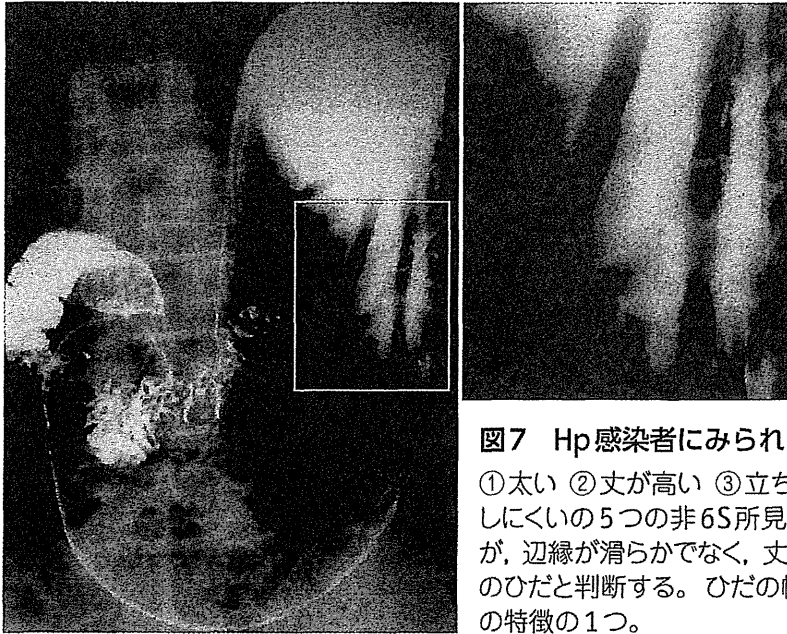 図7 Hp感染者にみられ
①太い ②丈が高い ③立ち
しにくいの5つの非6S所見
が，辺縁が滑らかでなく，丈
のひだと判断する。ひだの幅
の特徴の1つ。